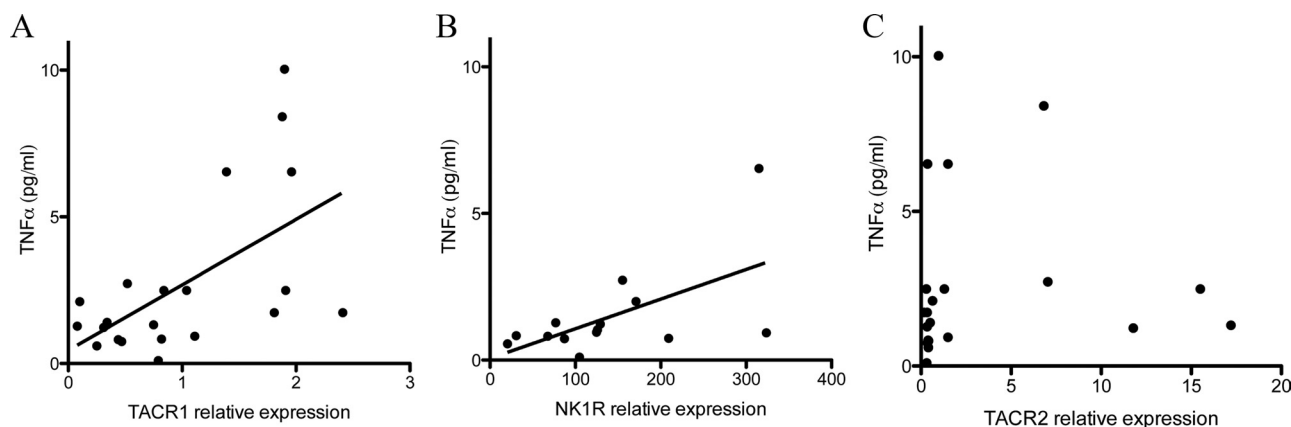 A
10
5
0
TNFα (pg/ml)
0 1 2 3
TACR1 relative expression
B
10
5
0
TNFα (pg/ml)
0 100 200 300 400
NK1R relative expression
C
10
5
0
TNFα (pg/ml)
0 5 10 15 20
TACR2 relative expression